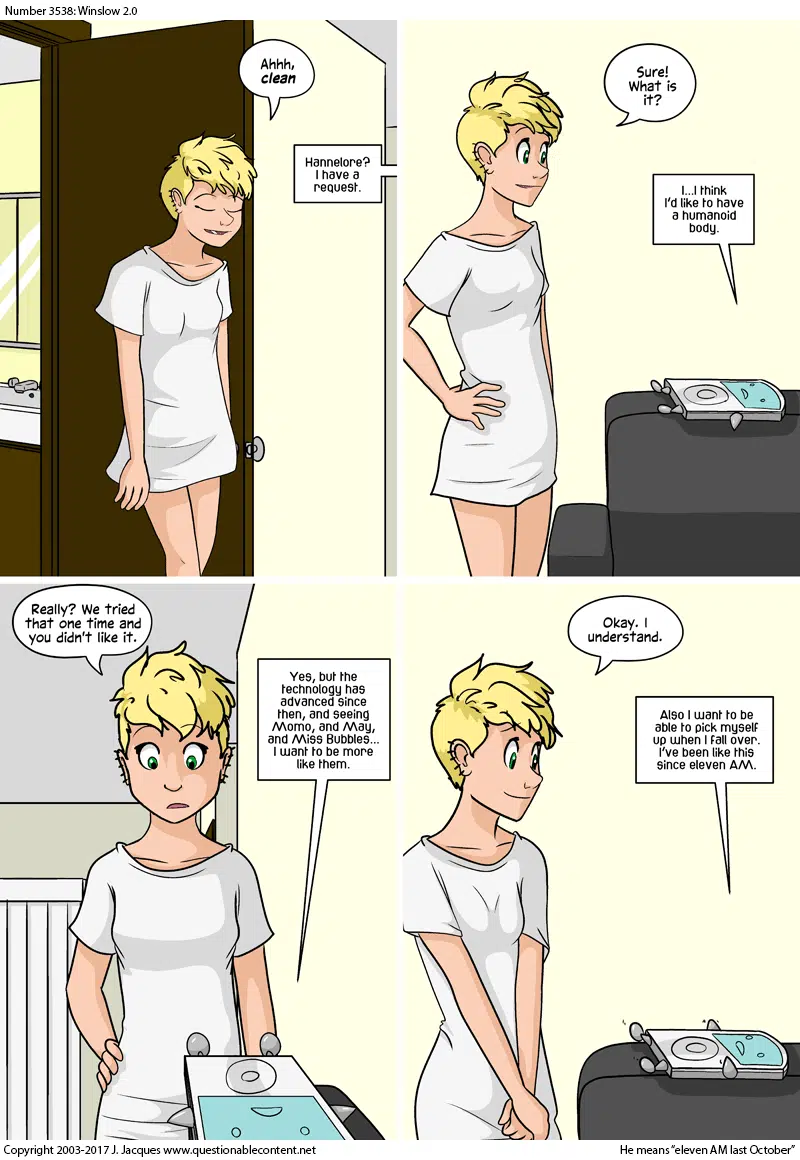 Number 3538: Winslow 2.0
Ahhh,
clean
Hannelore?
I have a
request.
Sure!
What is
it?
I...I think
I'd like to have
a humanoid
body.
Really? We tried
that one time and
you didn't like it.
Yes, but the
technology has
advanced since
then, and seeing
Momo, and May,
and Miss Bubbles...
I want to be more
like them.
Okay. I
understand.
Also I want to be
able to pick myself
up when I fall over.
I've been like this
since eleven AM.
Copyright 2003-2017 J. Jacques www.questionablecontent.net
He means "eleven AM last October"